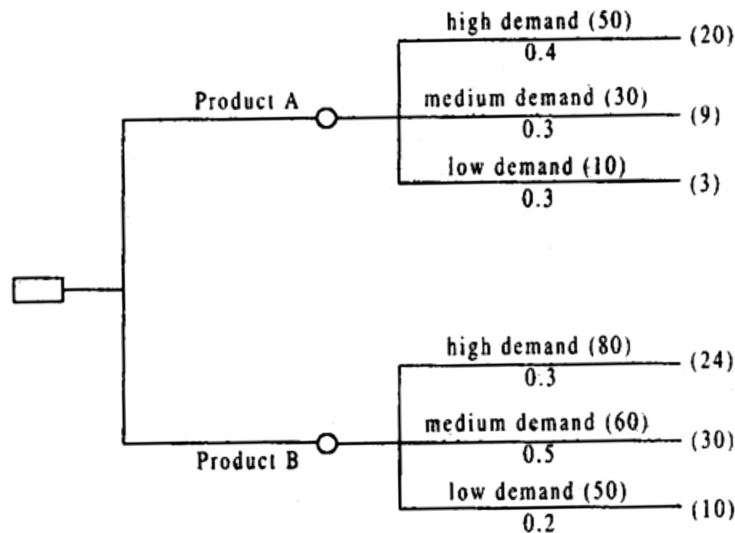 high demand (50)
0.4
(20)
Product A
medium demand (30)
0.3
(9)
low demand (10)
0.3
(3)
high demand (80)
0.3
(24)
medium demand (60)
0.5
(30)
Product B
low demand (50)
0.2
(10)